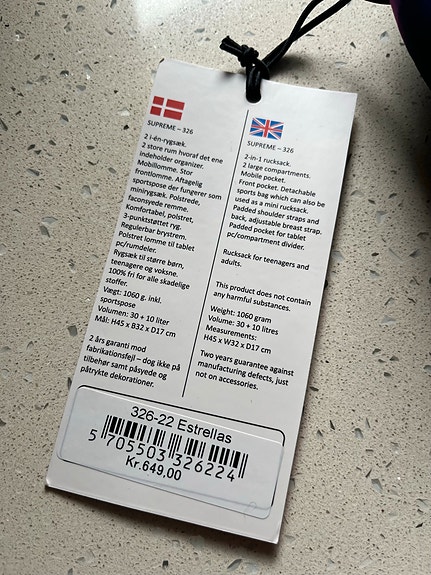 SUPREME – 326
2 i-én-rygsæk.
2 store rum hvoraf det ene
indeholder organizer.
Mobillomme. Stor
frontlomme. Aftagelig
sportspose der fungerer som
minirygsæk. Polstrede,
faconsyede remme.
Komfortabel, polstret,
3-punktstøttet ryg.
Regulerbar brystrem.
Polstret lomme til tablet
pc/rumdeler.
Rygsæk til større børn,
teenagere og voksne.
100% fri for alle skadelige
stoffer.
Vægt: 1060 g. inkl.
sportspose
Volumen: 30 + 10 liter
Mål: H45 x B32 x D17 cm
2 års garanti mod
fabrikationsfejl – dog ikke på
tilbehør samt påsyede og
påtrykte dekorationer.
SUPREME – 326
2-in-1 rucksack.
2 large compartments.
Mobile pocket.
Front pocket. Detachable
sports bag which can also be
used as a mini rucksack.
Padded shoulder straps and
back, adjustable breast strap.
Padded pocket for tablet
pc/compartment divider.
Rucksack for teenagers and
adults.
This product does not contain
any harmful substances.
Weight: 1060 gram
Volume: 30 + 10 litres
Measurements:
H45 x W32 x D17 cm
Two years guarantee against
manufacturing defects, just
not on accessories.
326-22 Estrellas
5 705503 326224
Kr.649,00